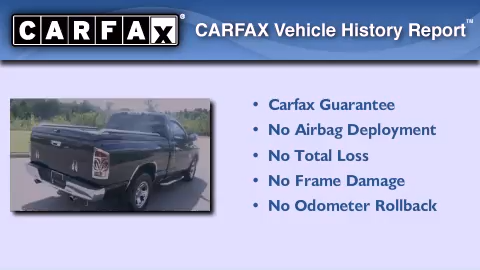 CARFAX® CARFAX Vehicle History Report™
• Carfax Guarantee
• No Airbag Deployment
• No Total Loss
• No Frame Damage
• No Odometer Rollback